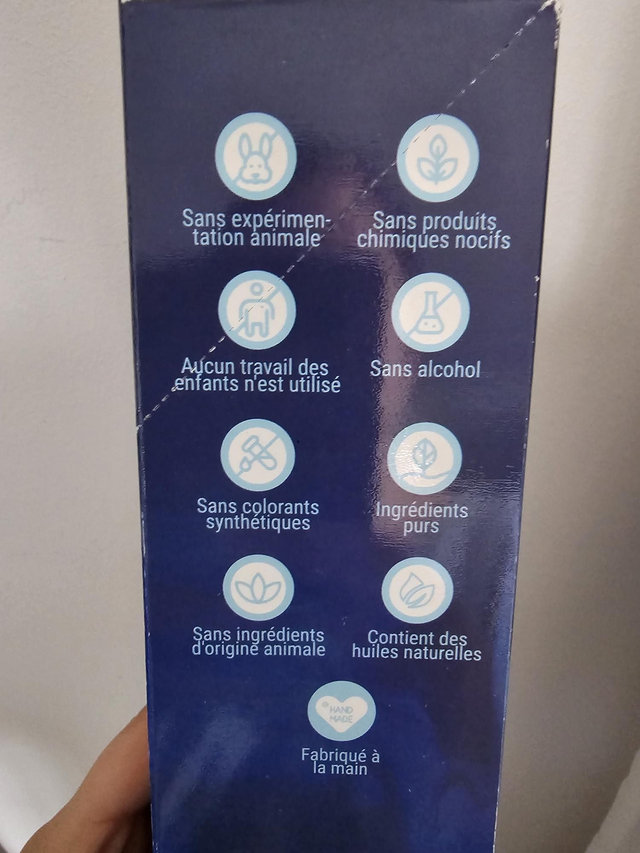 Sans expérimen-
tation animale
Sans produits
chimiques nocifs
Aucun travail des
enfants n'est utilisé
Sans alcohol
Sans colorants
synthétiques
Ingrédients
purs
Sans ingrédients
d'origine animale
Contient des
huiles naturelles
HAND
MADE
Fabriqué à
la main